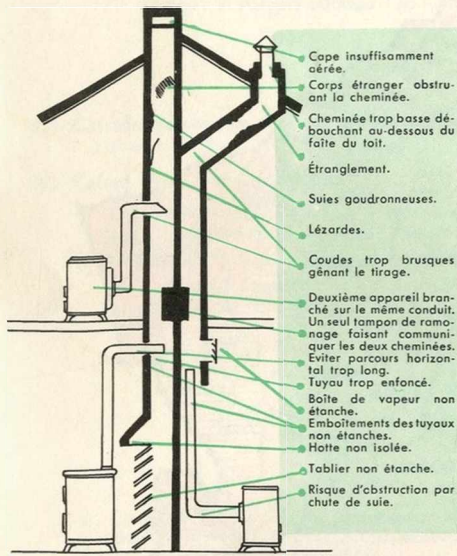 Cape insuffisamment
aérée.
Corps étranger obstru-
ant la cheminée.
Cheminée trop basse dé-
bouchant au-dessous du
faîte du toit.
Étranglement.
Suies goudronneuses.
Lézardes.
Coudes trop brusques
gênant le tirage.
Deuxième appareil bran-
ché sur le même conduit.
Un seul tampon de ramo-
nage faisant communi-
quer les deux cheminées.
Eviter parcours horizon-
tal trop long.
Tuyau trop enfoncé.
Boîte de vapeur non
étanche.
Emboîtements des tuyaux
non étanches.
Hotte non isolée.
Tablier non étanche.
Risque d'obstruction par
chute de suie.